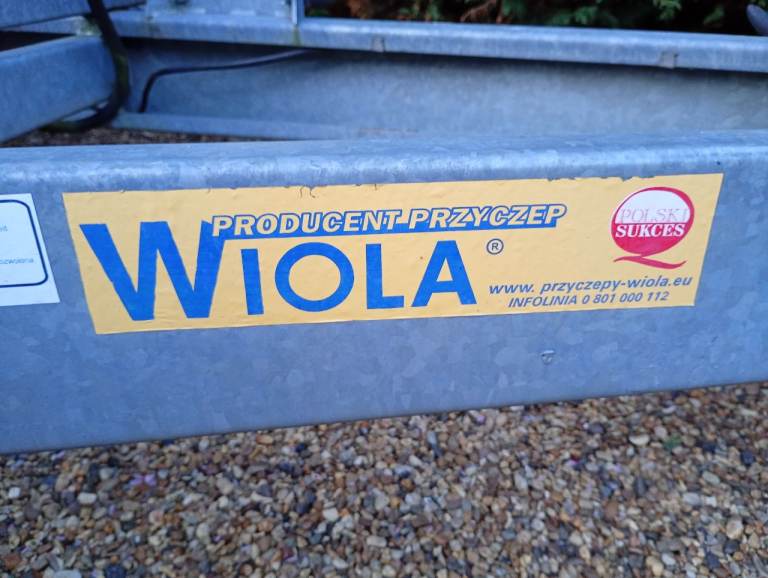 PRODUCENT PRZYCZEP
WIOLA ®
POLSKI
SUKCES
www. przyczepy-wiola.eu
INFOLINIA 0 801 000 112